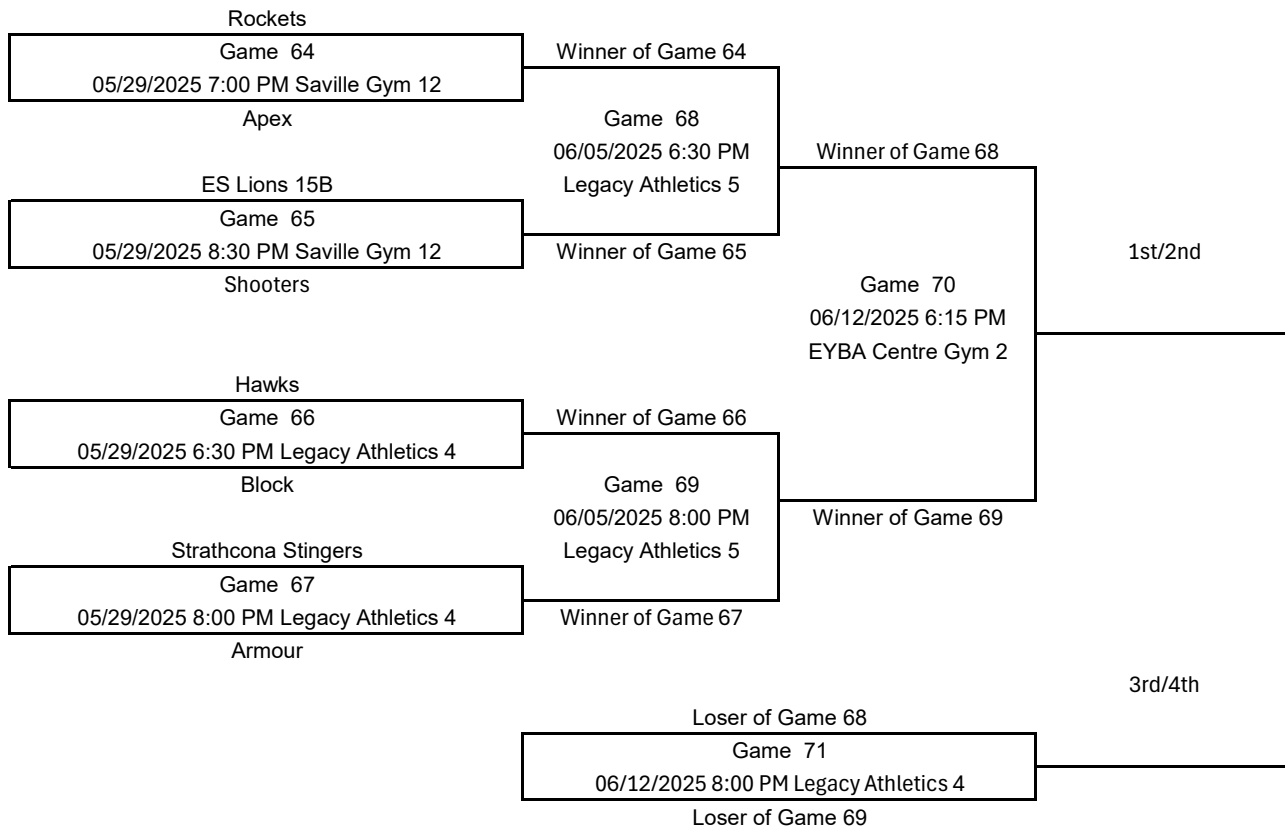 Rockets
Game 64
05/29/2025 7:00 PM Saville Gym 12
Apex
Winner of Game 64
Game 68
06/05/2025 6:30 PM
Legacy Athletics 5
Winner of Game 65
ES Lions 15B
Game 65
05/29/2025 8:30 PM Saville Gym 12
Shooters
Winner of Game 68
Game 70
06/12/2025 6:15 PM
EYBA Centre Gym 2
Winner of Game 69
1st/2nd
Hawks
Game 66
05/29/2025 6:30 PM Legacy Athletics 4
Block
Winner of Game 66
Game 69
06/05/2025 8:00 PM
Legacy Athletics 5
Winner of Game 67
Strathcona Stingers
Game 67
05/29/2025 8:00 PM Legacy Athletics 4
Armour
3rd/4th
Loser of Game 68
Game 71
06/12/2025 8:00 PM Legacy Athletics 4
Loser of Game 69